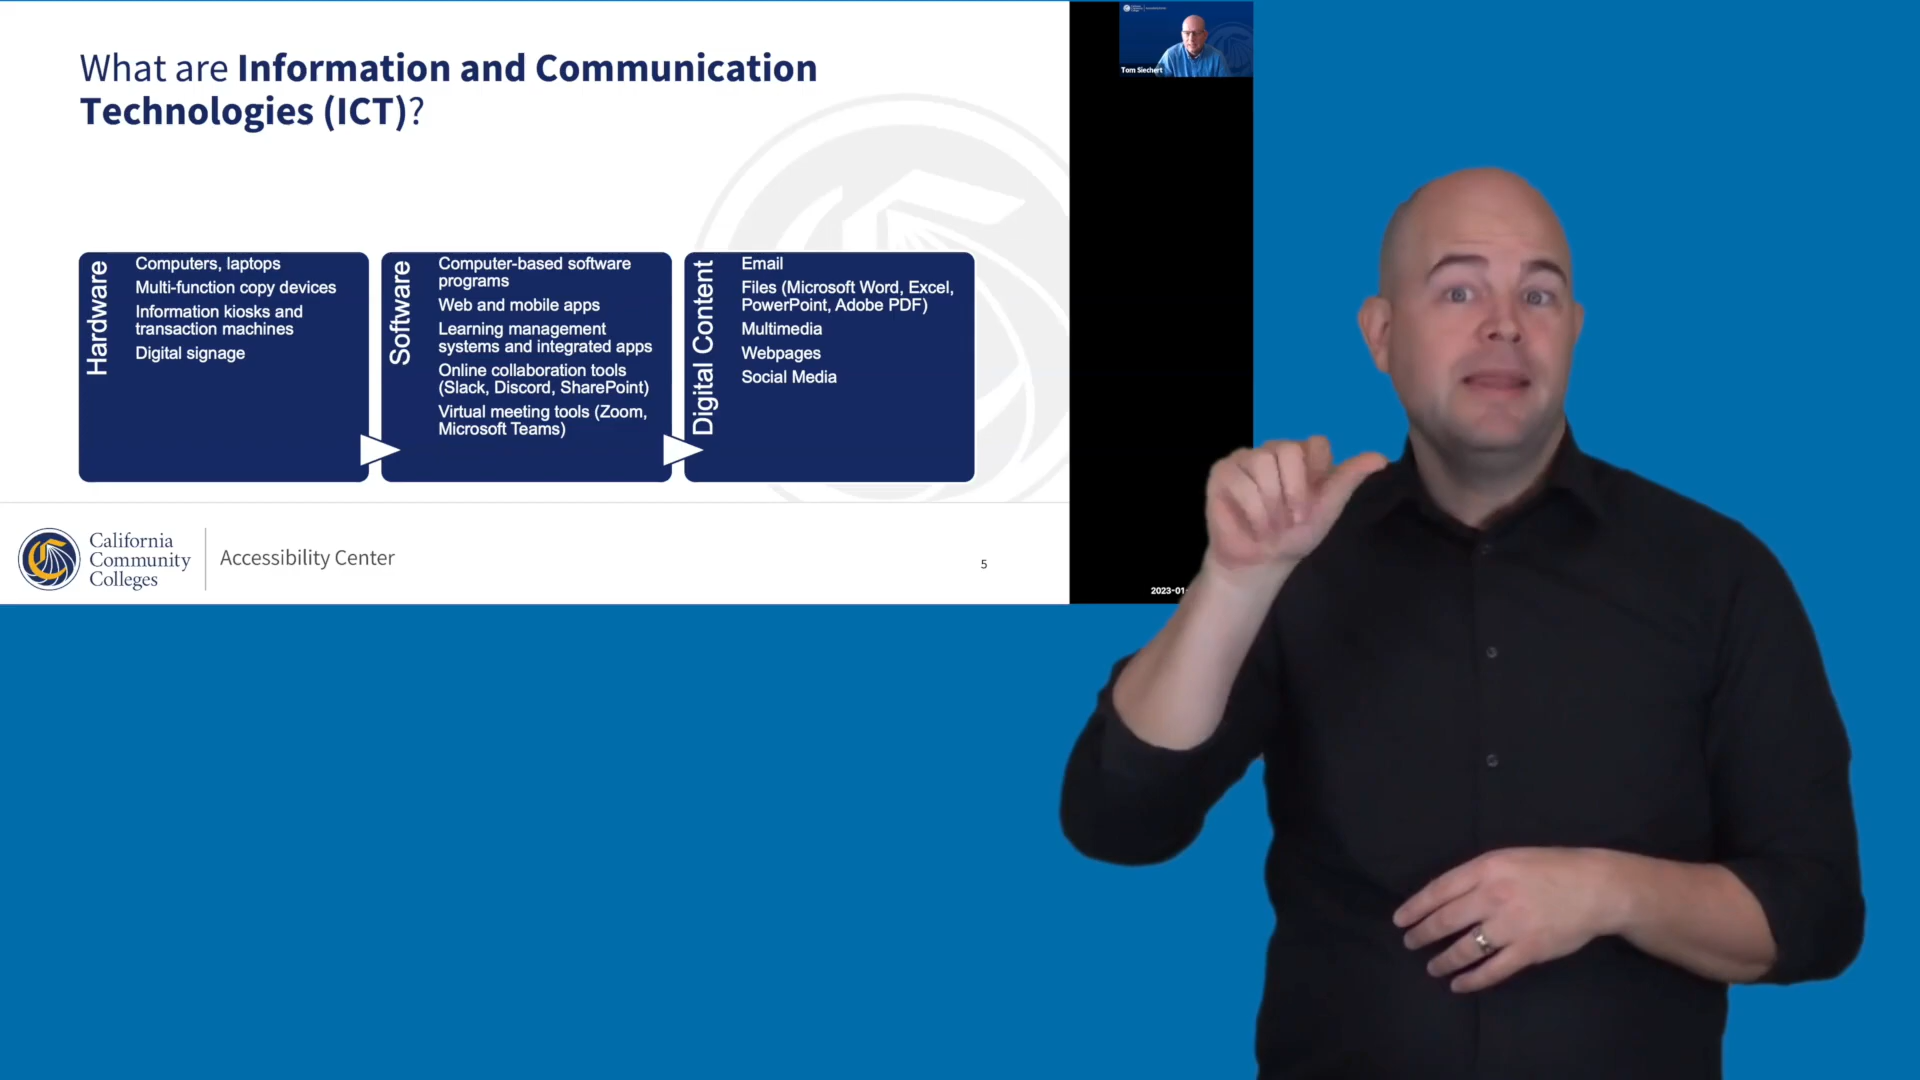 What are Information and Communication
Technologies (ICT)?
Hardware
Computers, laptops
Multi-function copy devices
Information kiosks and
transaction machines
Digital signage
Software
Computer-based software
programs
Web and mobile apps
Learning management
systems and integrated apps
Online collaboration tools
(Slack, Discord, SharePoint)
Virtual meeting tools (Zoom,
Microsoft Teams)
Digital Content
Email
Files (Microsoft Word, Excel,
PowerPoint, Adobe PDF)
Multimedia
Webpages
Social Media
California
Community
Colleges
Accessibility Center
5
Tom Siechert
2023-01